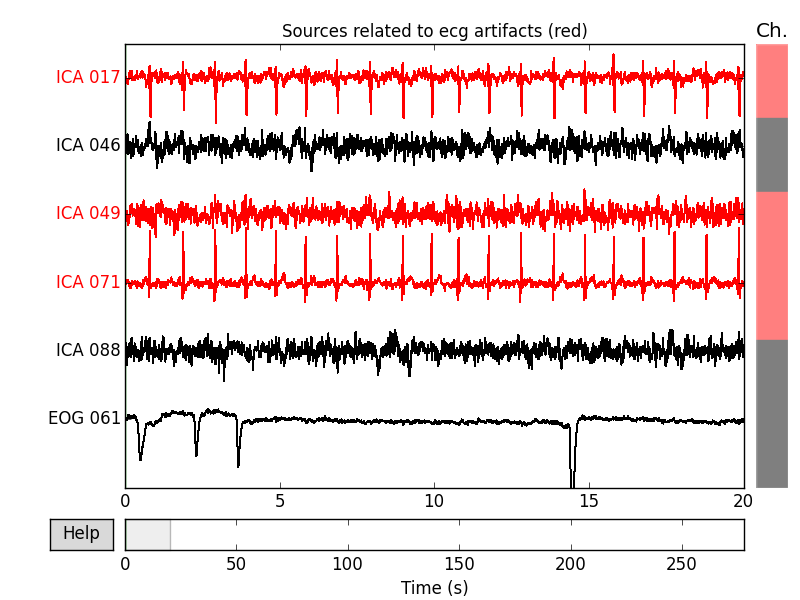 Sources related to ecg artifacts (red)
Ch.
ICA 017
ICA 046
ICA 049
ICA 071
ICA 088
EOG 061
0 5 10 15 20
Help
0 50 100 150 200 250
Time (s)